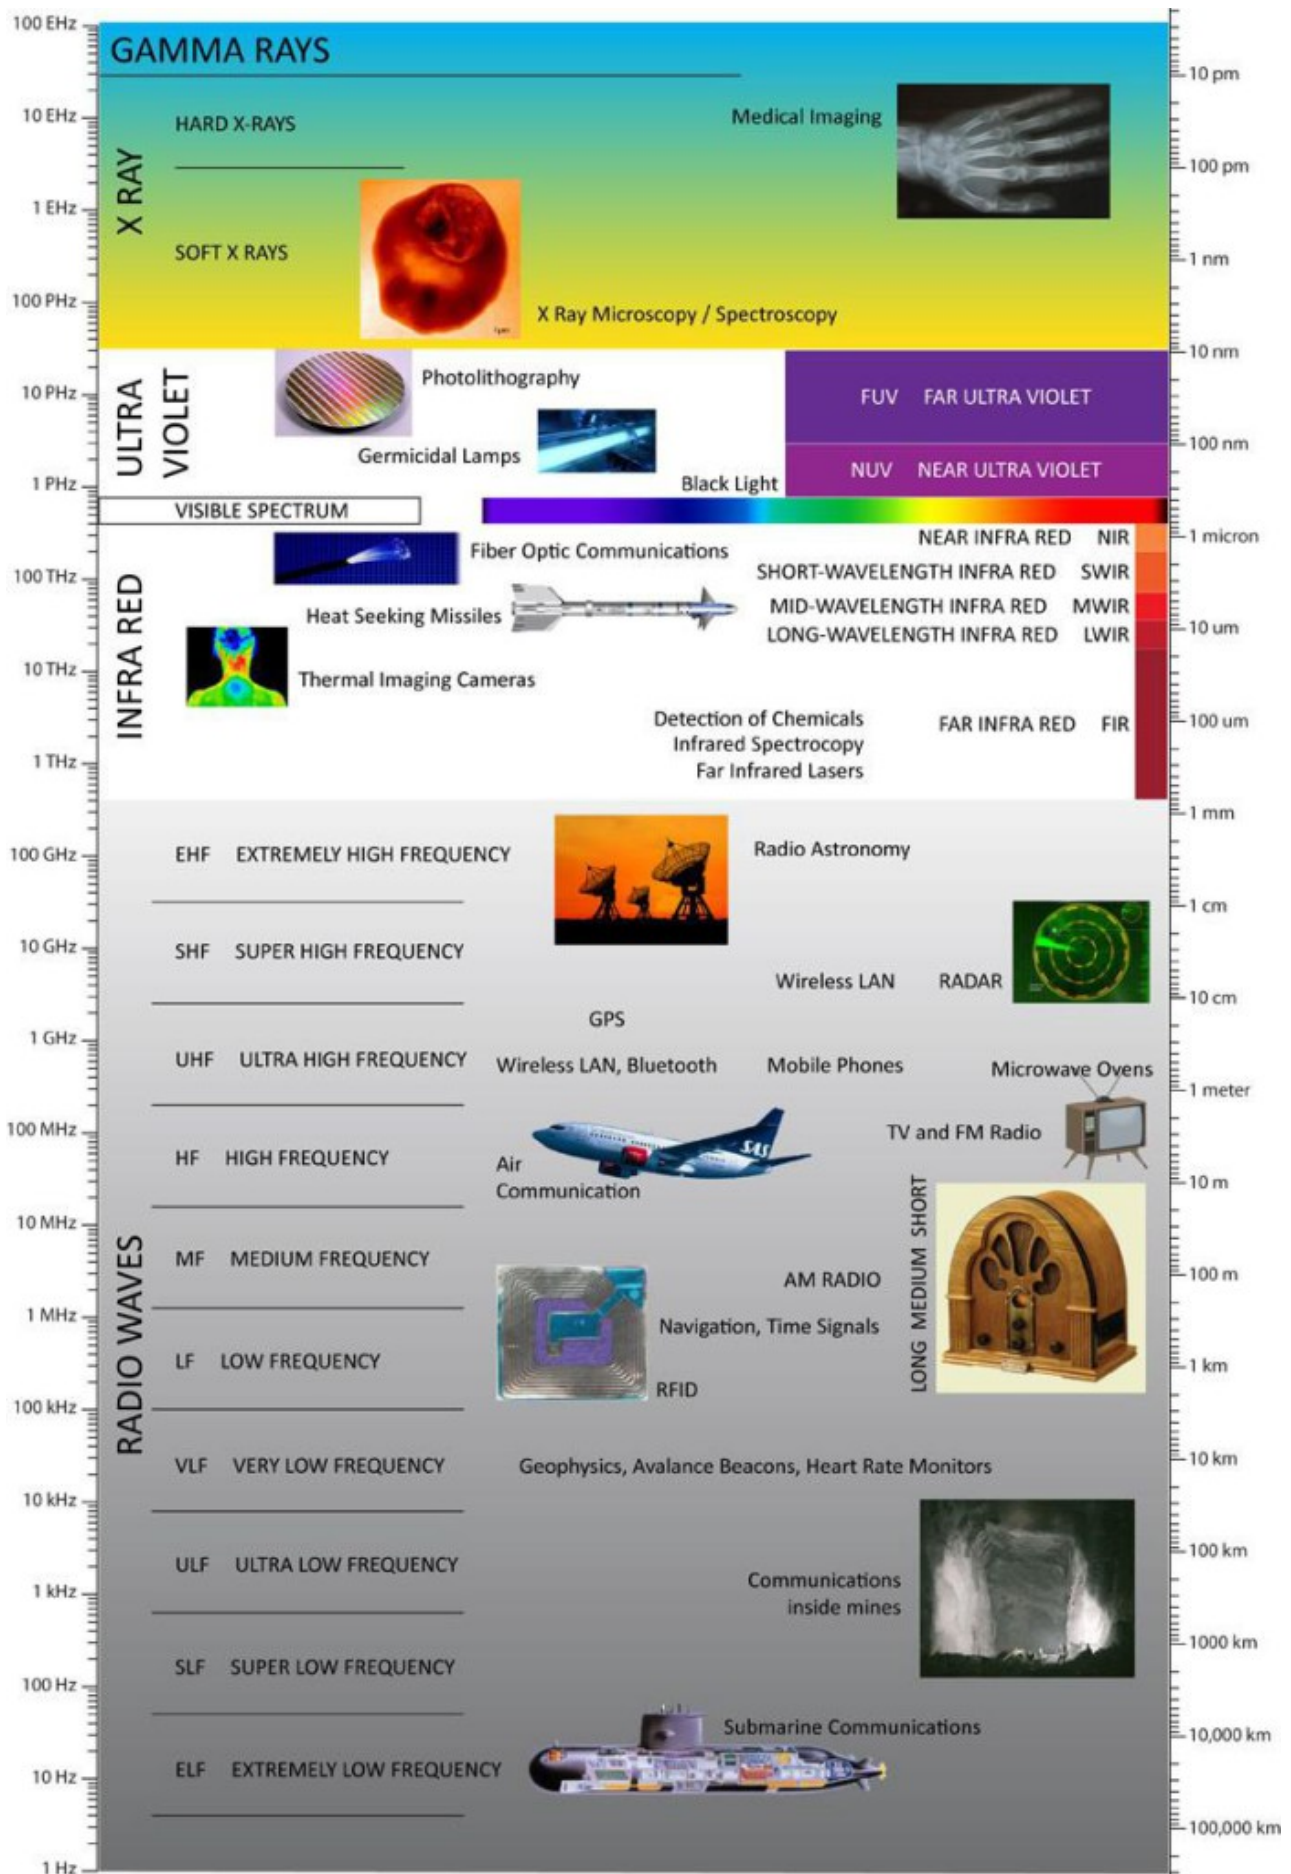 100 EHz
GAMMA RAYS
10 pm
10 EHz
HARD X-RAYS
Medical Imaging
X RAY
100 pm
1 EHz
SOFT X RAYS
1 nm
100 PHz
X Ray Microscopy / Spectroscopy
10 nm
ULTRA
VIOLET
Photolithography
10 PHz
FUV FAR ULTRA VIOLET
100 nm
Germicidal Lamps
NUV NEAR ULTRA VIOLET
1 PHz
Black Light
VISIBLE SPECTRUM
NEAR INFRA RED NIR
1 micron
Fiber Optic Communications
100 THz
SHORT-WAVELENGTH INFRA RED SWIR
INFRA RED
Heat Seeking Missiles
MID-WAVELENGTH INFRA RED MWIR
LONG-WAVELENGTH INFRA RED LWIR
10 um
10 THz
Thermal Imaging Cameras
Detection of Chemicals
Infrared Spectrocopy
Far Infrared Lasers
FAR INFRA RED FIR
100 um
1 THz
1 mm
100 GHz
EHF EXTREMELY HIGH FREQUENCY
Radio Astronomy
1 cm
10 GHz
SHF SUPER HIGH FREQUENCY
Wireless LAN
RADAR
10 cm
GPS
1 GHz
UHF ULTRA HIGH FREQUENCY
Wireless LAN, Bluetooth
Mobile Phones
Microwave Ovens
1 meter
100 MHz
TV and FM Radio
HF HIGH FREQUENCY
Air
Communication
SAS
10 m
10 MHz
RADIO WAVES
MF MEDIUM FREQUENCY
AM RADIO
LONG MEDIUM SHORT
100 m
1 MHz
Navigation, Time Signals
LF LOW FREQUENCY
1 km
RFID
100 kHz
VLF VERY LOW FREQUENCY
Geophysics, Avalance Beacons, Heart Rate Monitors
10 km
10 kHz
ULF ULTRA LOW FREQUENCY
100 km
Communications
inside mines
1 kHz
1000 km
SLF SUPER LOW FREQUENCY
100 Hz
Submarine Communications
10,000 km
ELF EXTREMELY LOW FREQUENCY
10 Hz
100,000 km
1 Hz